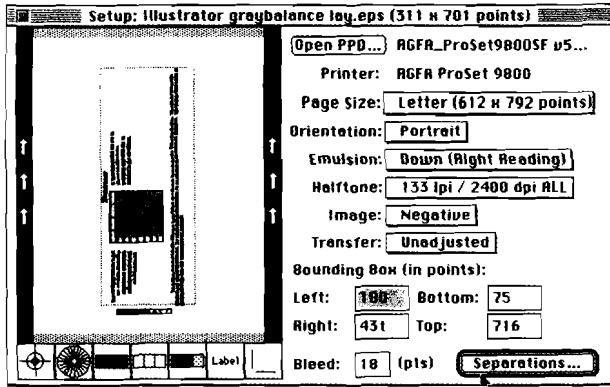 Setup: Illustrator graybalance lay.eps (311 x 701 points)
Open PPD...) AGFA_ProSet9800SF v5...
Printer: AGFA ProSet 9800
Page Size: Letter (612 x 792 points)
Orientation: Portrait
Emulsion: Down (Right Reading)
Halftone: 133 lpi / 2400 dpi ALL
Image: Negative
Transfer: Unadjusted
Bounding Box (in points):
Left: 100 Bottom: 75
Right: 43t Top: 716
Label
Bleed: 18 (pts) Separations...